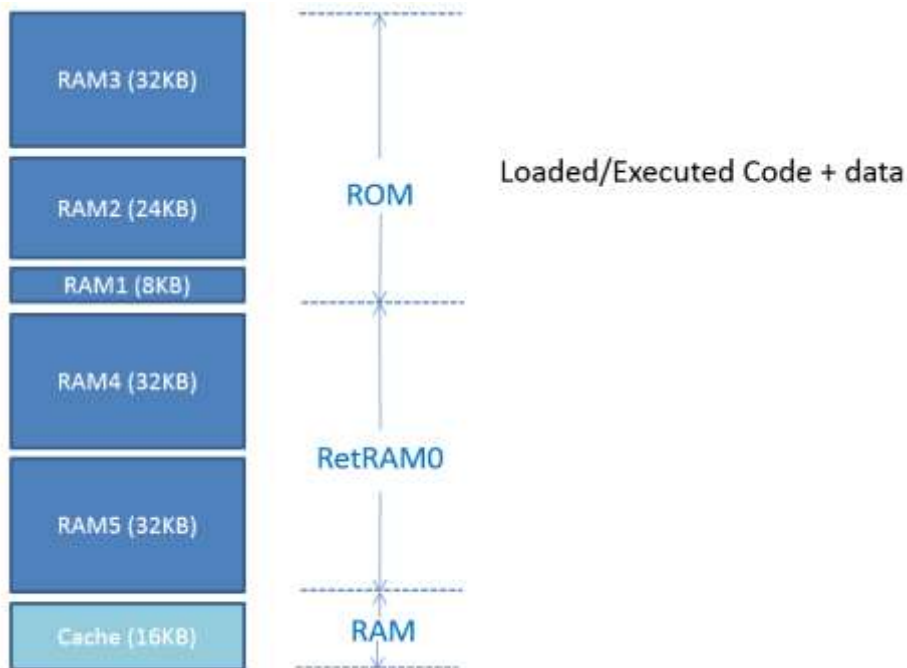 RAM3 (32KB)
Loaded/Executed Code + data
RAM2 (24KB)
ROM
RAM1 (8KB)
RAM4 (32KB)
RetRAM0
RAM5 (32KB)
Cache (16KB)
RAM